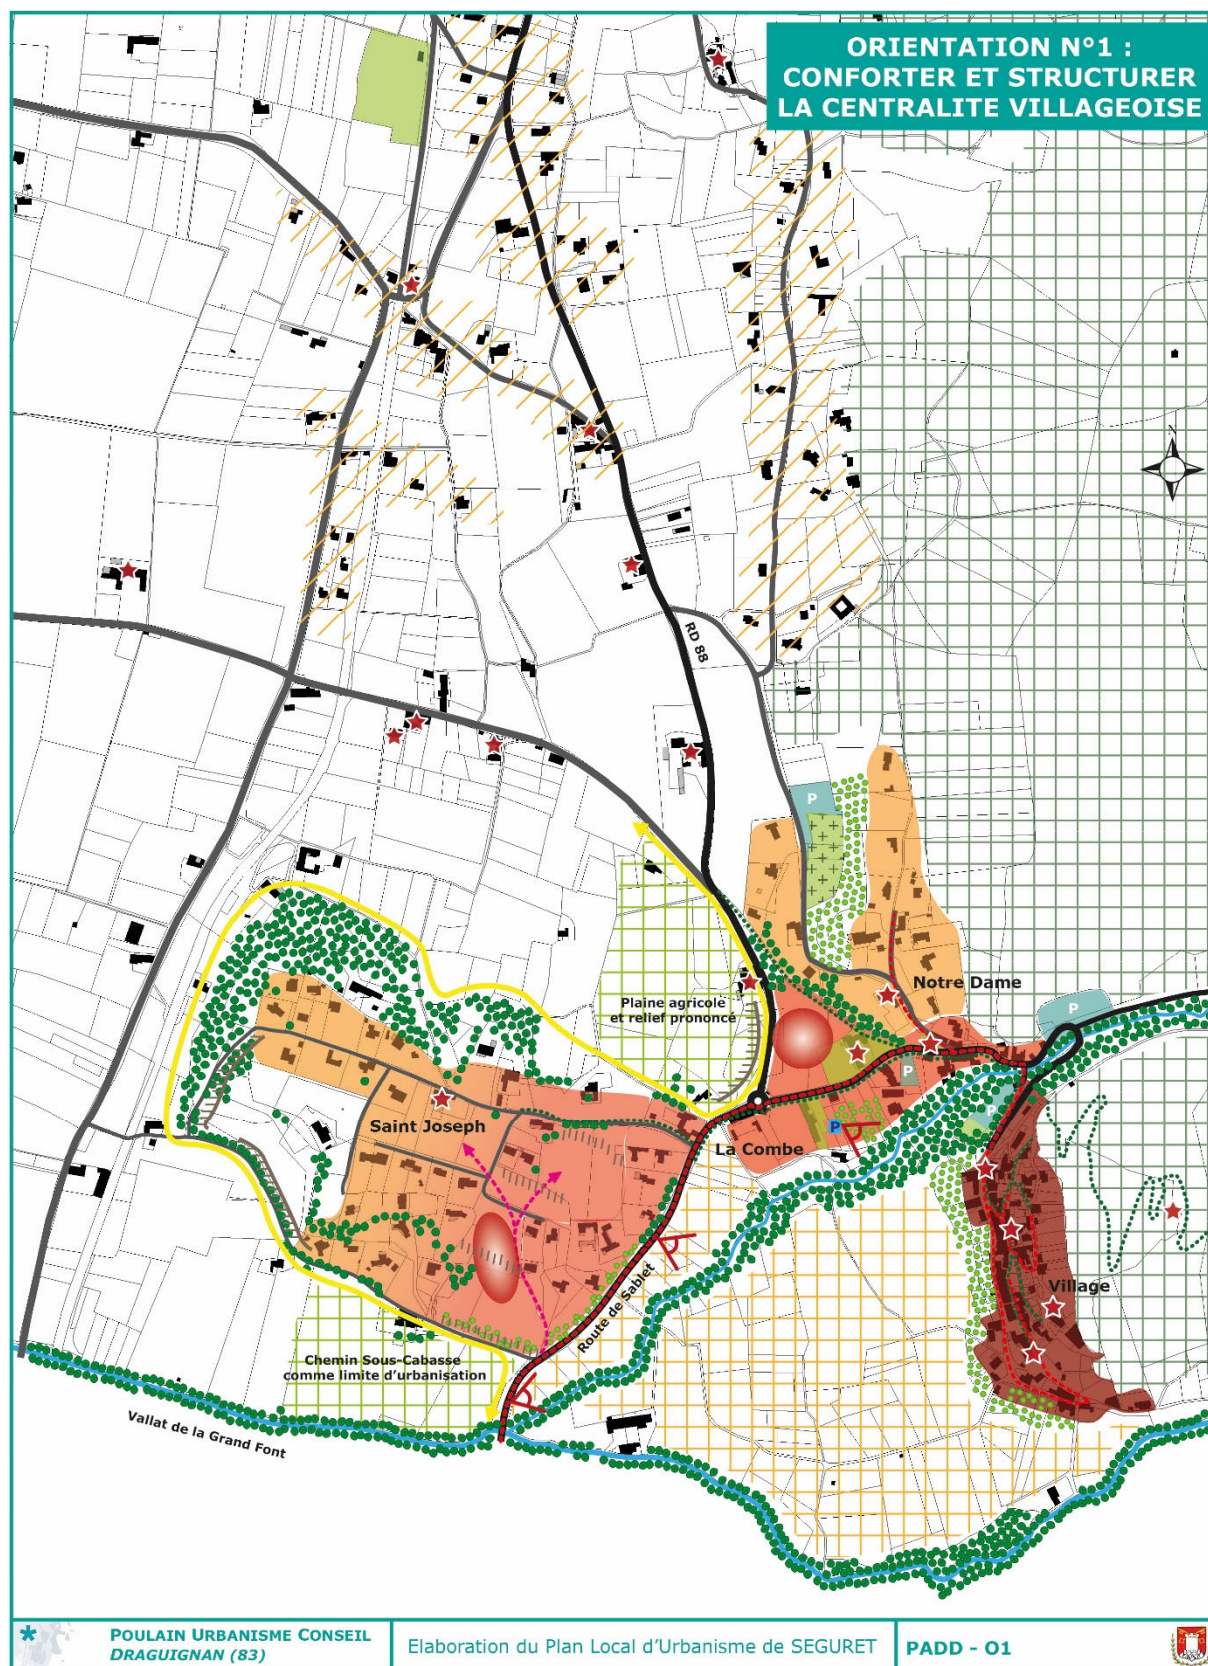 ORIENTATION N°1 :
CONFORTER ET STRUCTURER
LA CENTRALITE VILLAGEOISE
N
RD 88
P
Notre Dame
P
Plaine agricole
et relief prononcé
P
P
Saint Joseph
P
La Combe
Village
Route de Sablet
Chemin Sous-Cabasse
comme limite d'urbanisation
Vallat de la Grand Font
POULAIN URBANISME CONSEIL
DRAGUIGNAN (83)
Elaboration du Plan Local d'Urbanisme de SEGURET
PADD - O1